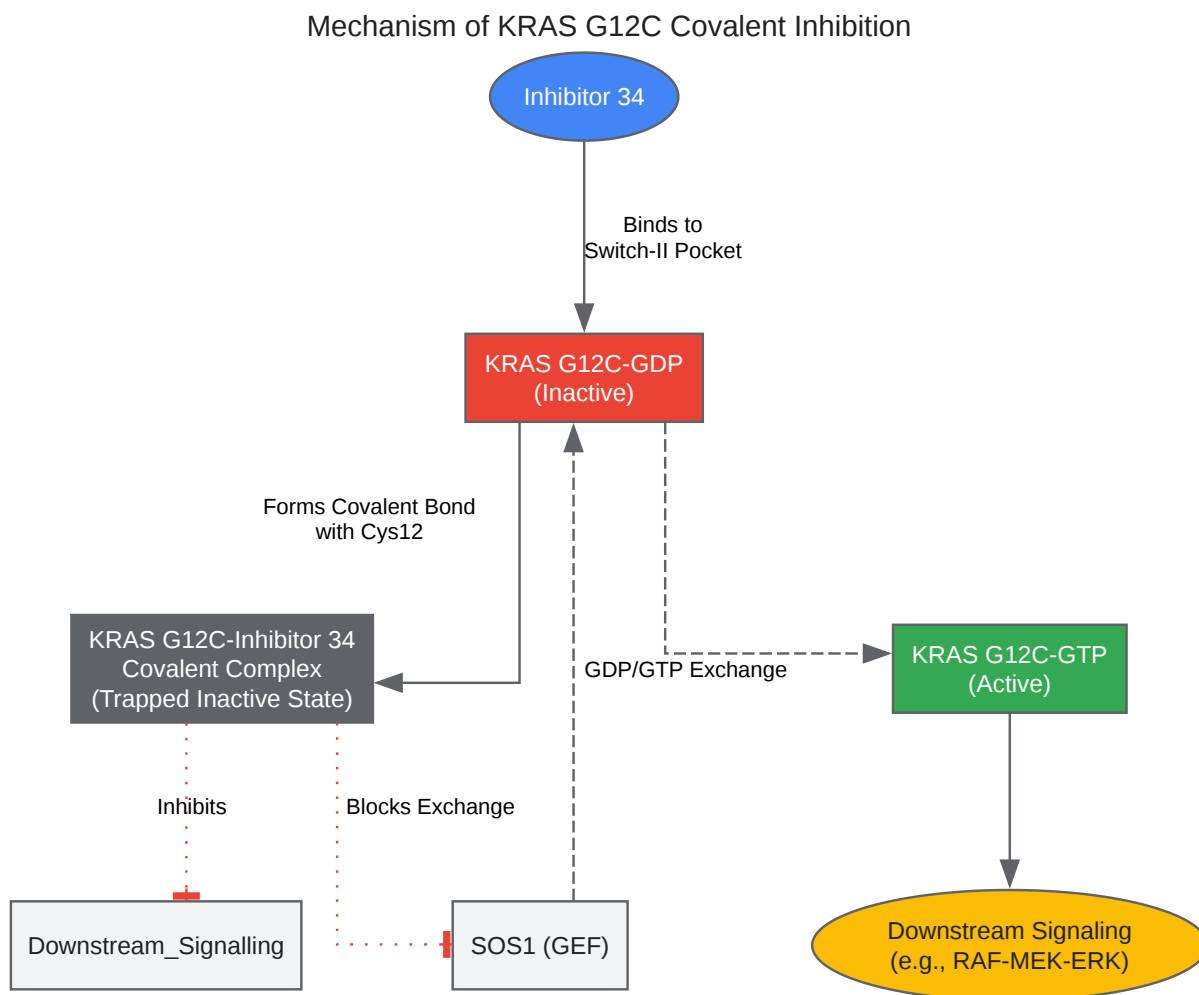 Mechanism of KRAS G12C Covalent Inhibition
Inhibitor 34
Binds to
Switch-II Pocket
KRAS G12C-GDP
(Inactive)
Forms Covalent Bond
with Cys12
KRAS G12C-Inhibitor 34
Covalent Complex
(Trapped Inactive State)
GDP/GTP Exchange
KRAS G12C-GTP
(Active)
Inhibits
Blocks Exchange
Downstream_Signalling
SOS1 (GEF)
Downstream Signaling
(e.g., RAF-MEK-ERK)